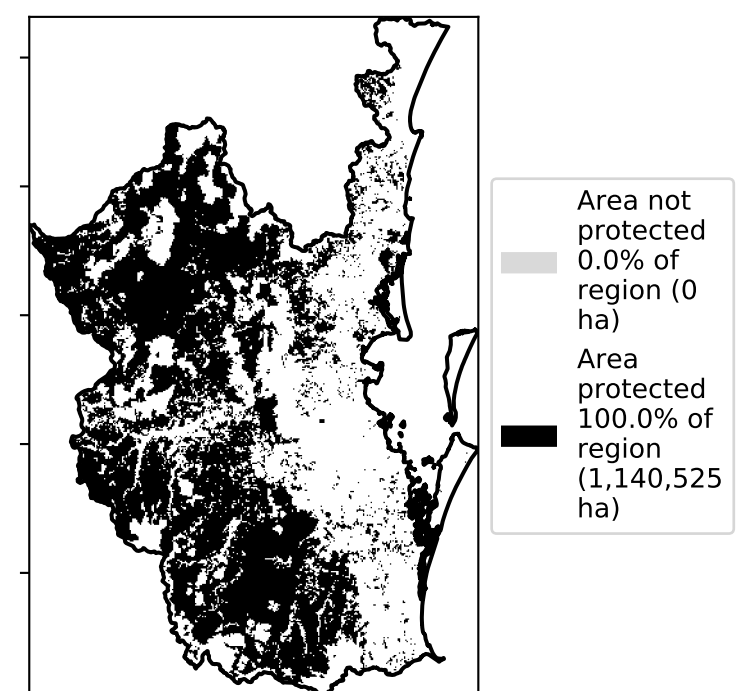 Area not
protected
0.0% of
region (0
ha)
Area
protected
100.0% of
region
(1,140,525
ha)